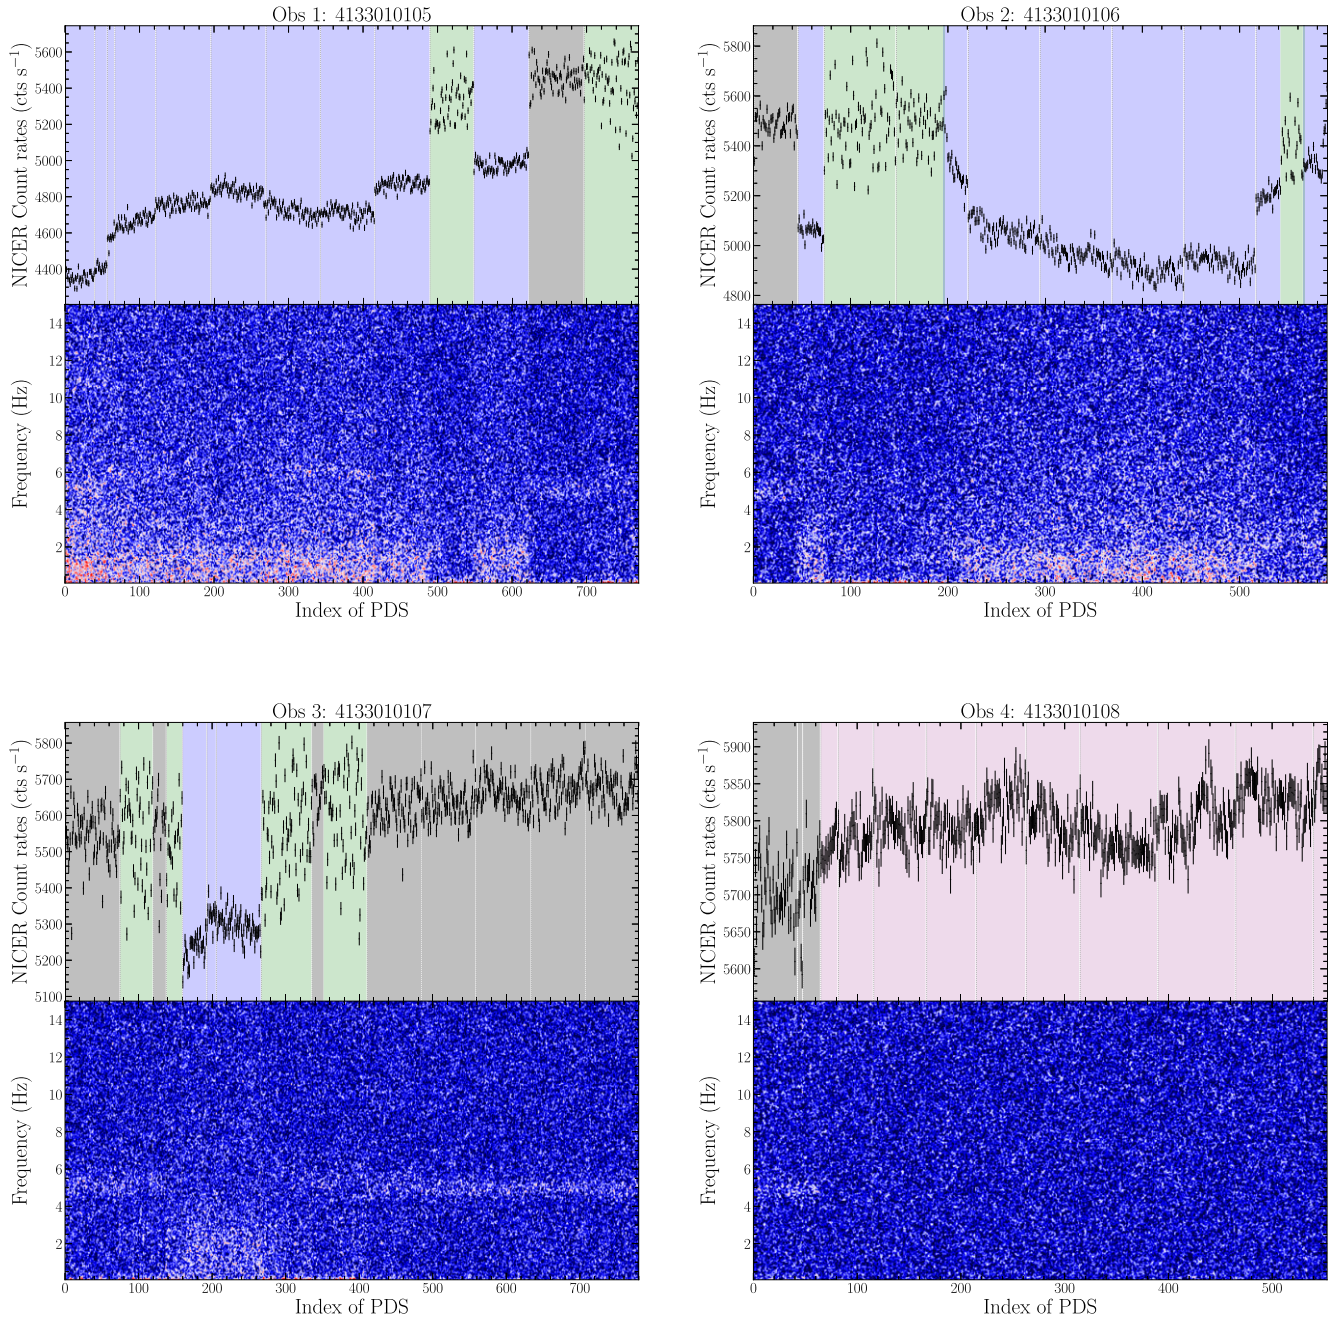 Obs 1: 4133010105
NICER Count rates (cts s⁻¹)
5600
5400
5200
5000
4800
4600
4400
Frequency (Hz)
14
12
10
8
6
4
2
0 100 200 300 400 500 600 700
Index of PDS
Obs 2: 4133010106
NICER Count rates (cts s⁻¹)
5800
5600
5400
5200
5000
4800
Frequency (Hz)
14
12
10
8
6
4
2
0 100 200 300 400 500
Index of PDS
Obs 3: 4133010107
NICER Count rates (cts s⁻¹)
5800
5700
5600
5500
5400
5300
5200
5100
Frequency (Hz)
14
12
10
8
6
4
2
0 100 200 300 400 500 600 700
Index of PDS
Obs 4: 4133010108
NICER Count rates (cts s⁻¹)
5900
5850
5800
5750
5700
5650
5600
Frequency (Hz)
14
12
10
8
6
4
2
0 100 200 300 400 500
Index of PDS